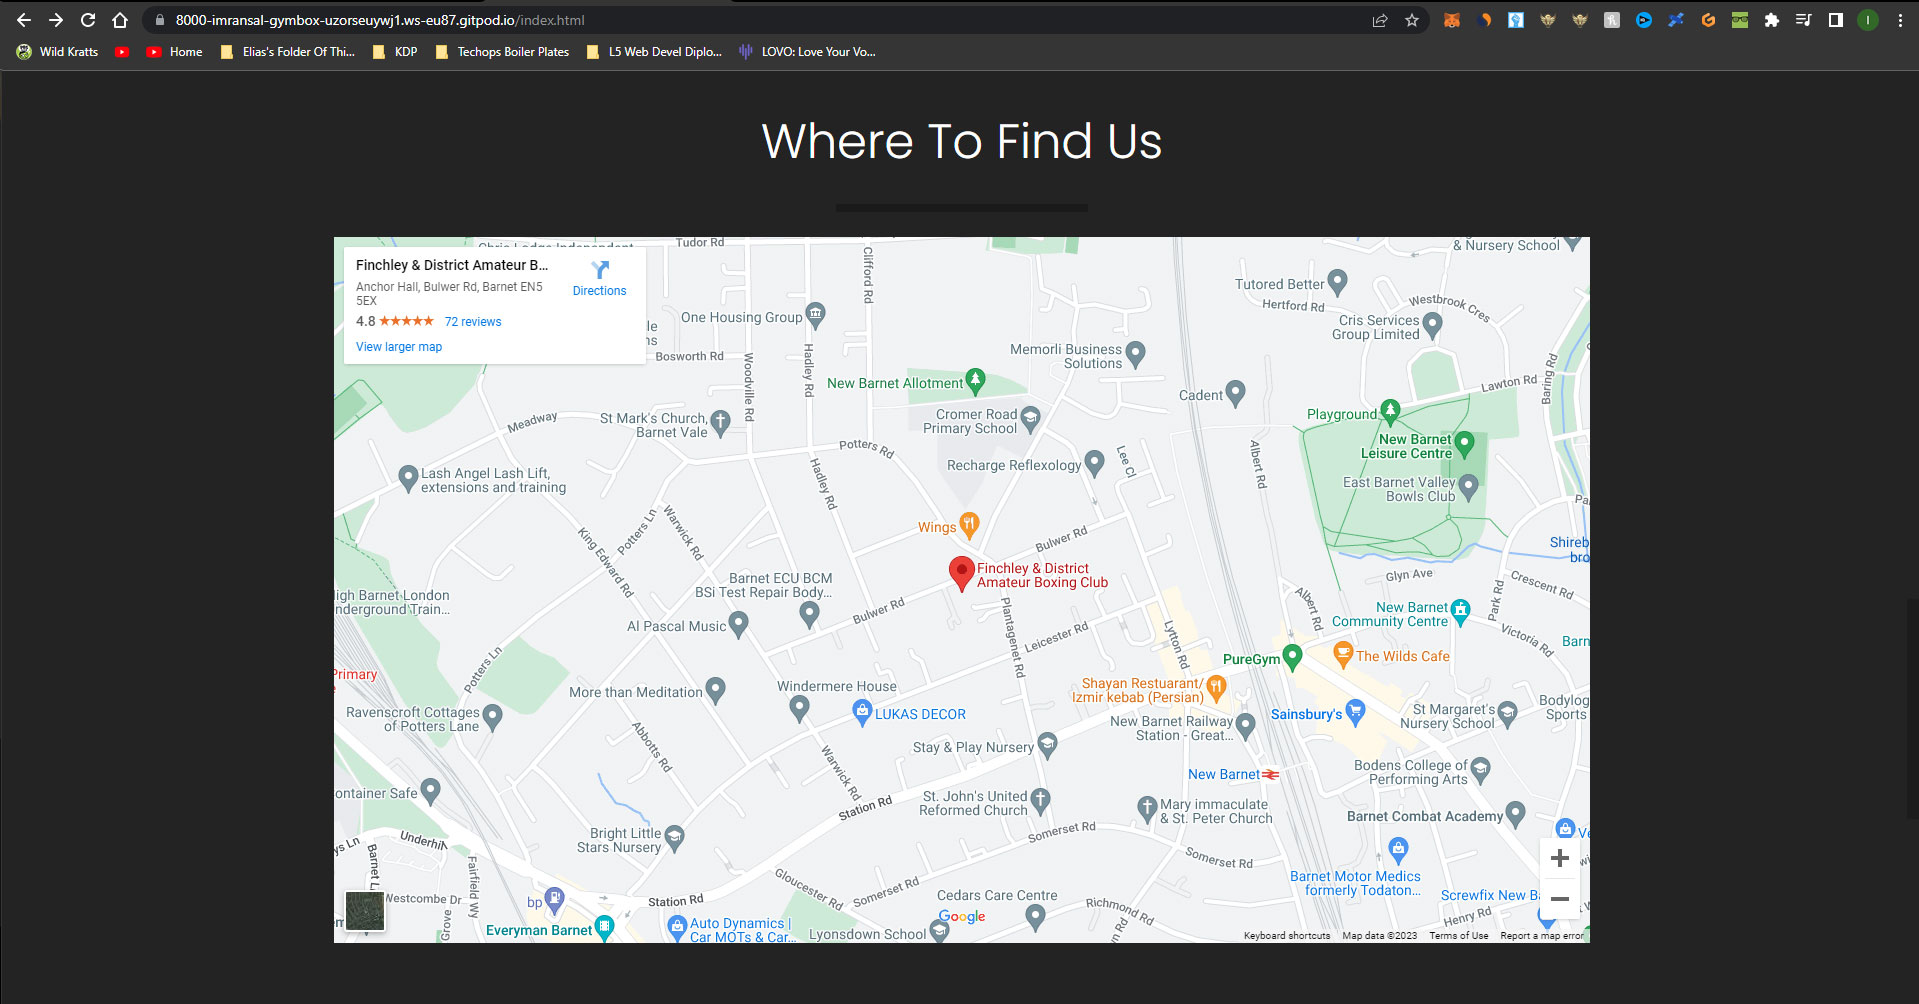 8000-imransal-gymbox-uzorseuywj1.ws-eu87.gitpod.io/index.html
I
Wild Kratts
Home
Elias's Folder Of Thi...
KDP
Techops Boiler Plates
L5 Web Devel Diplo...
LOVO: Love Your Vo...
Where To Find Us
Finchley & District Amateur B...
Anchor Hall, Bulwer Rd, Barnet EN5
5EX
4.8
72 reviews
View larger map
Directions
Tudor Rd
Clifford Rd
& Nursery School
Tutored Better
Hertford Rd
Westbrook Cres
One Housing Group
Cris Services
Group Limited
Bosworth Rd
Woodville Rd
Hadley Rd
Memorli Business
Solutions
Baring Rd
New Barnet Allotment
Lawton Rd
Cadent
Meadway
St Mark's Church,
Barnet Vale
Cromer Road
Primary School
Playground
New Barnet
Leisure Centre
Potters Rd
Albert Rd
Lee Cl
Recharge Reflexology
Lash Angel Lash Lift,
extensions and training
Hadley Rd
East Barnet Valley
Bowls Club
Potters Ln
Warwick Rd
King Edward Rd
Wings
Bulwer Rd
Shireb
bro
Finchley & District
Amateur Boxing Club
Glyn Ave
Crescent Rd
Barnet ECU BCM
BSi Test Repair Body...
igh Barnet London
nderground Train...
Bulwer Rd
Albert Rd
Park Rd
New Barnet
Community Centre
Al Pascal Music
Plantagenet Rd
Leicester Rd
Lytton Rd
Victoria Rd
Barn
Potters Ln
PureGym
The Wilds Cafe
Primary
More than Meditation
Windermere House
Shayan Restuarant/
Izmir kebab (Persian)
Bodylog
Sports
Ravenscroft Cottages
of Potters Lane
LUKAS DECOR
Sainsbury's
St Margaret's
Nursery School
New Barnet Railway
Station - Great...
Abbotts Rd
Warwick Rd
Stay & Play Nursery
New Barnet
Bodens College of
Performing Arts
ontainer Safe
Station Rd
St. John's United
Reformed Church
Mary immaculate
& St. Peter Church
Barnet Combat Academy
Bright Little
Stars Nursery
Somerset Rd
Somerset Rd
Underhill
ys Ln
Barnet L
Fairfield Wy
Gloucester Rd
Somerset Rd
Barnet Motor Medics
formerly Todaton...
Westcombe Dr
Grove
bp
Station Rd
Cedars Care Centre
Richmond Rd
Screwfix New Ba
Henry Rd
Everyman Barnet
Auto Dynamics |
Car MOTs & Car...
Lyonsdown School
Google
Keyboard shortcuts
Map data ©2023
Terms of Use
Report a map error